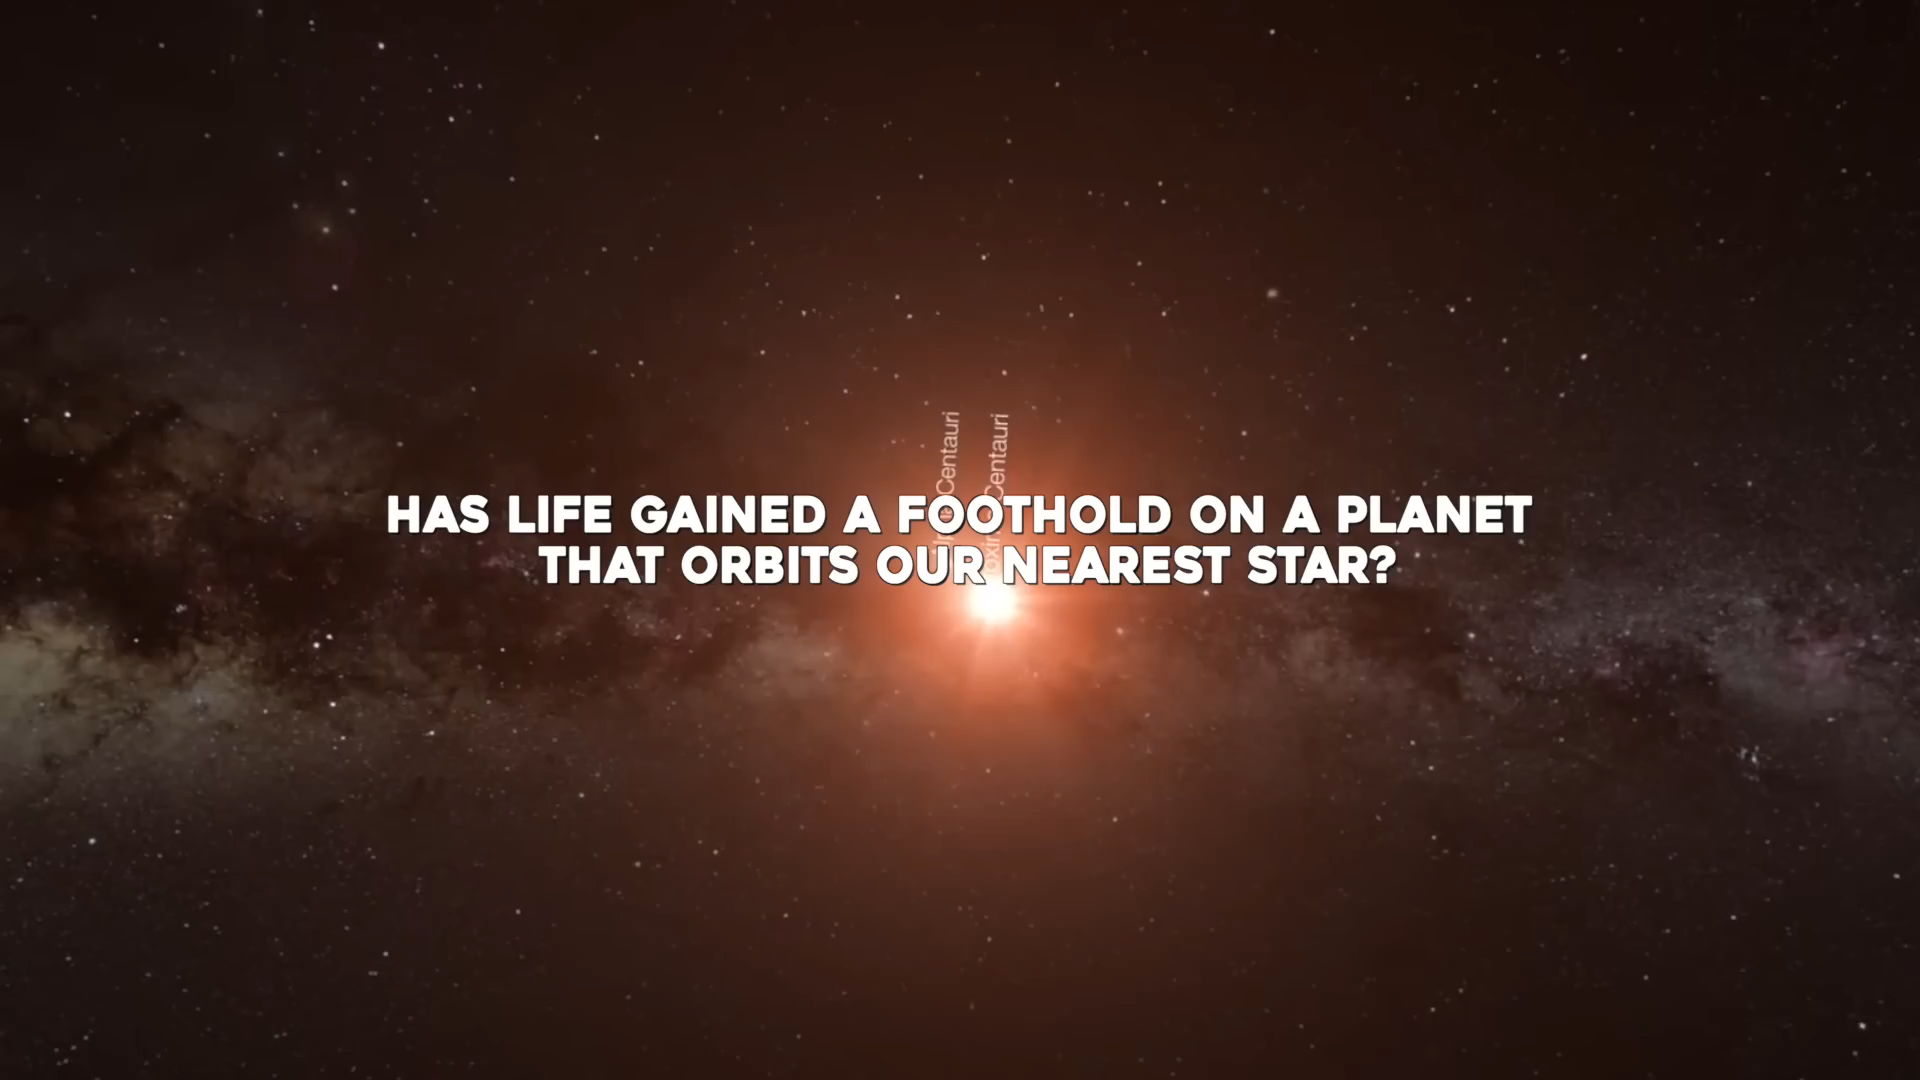 HAS LIFE GAINED A FOOTHOLD ON A PLANET
THAT ORBITS OUR NEAREST STAR?
Centauri
Centauri